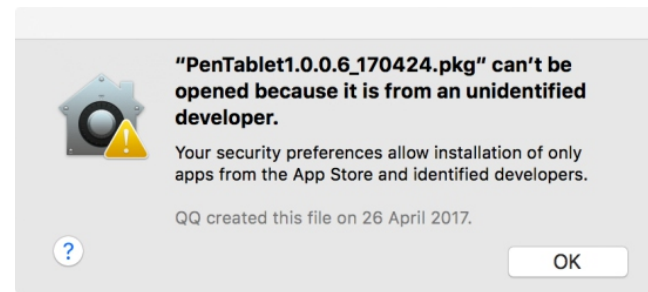 “PenTablet1.0.0.6_170424.pkg” can’t be
opened because it is from an unidentified
developer.
Your security preferences allow installation of only
apps from the App Store and identified developers.
QQ created this file on 26 April 2017.
?
OK